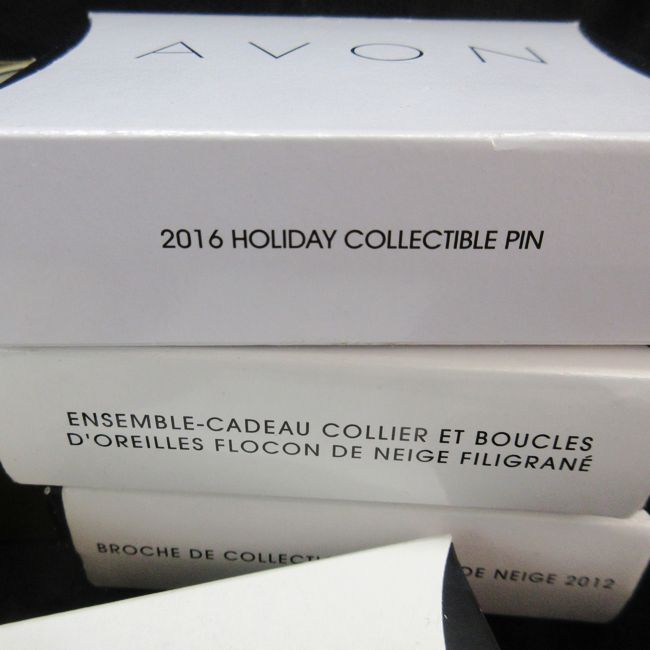 AVON
2016 HOLIDAY COLLECTIBLE PIN
ENSEMBLE-CADEAU COLLIER ET BOUCLES
D'OREILLES FLOCON DE NEIGE FILIGRANÉ
BROCHE DE DE NEIGE 2012